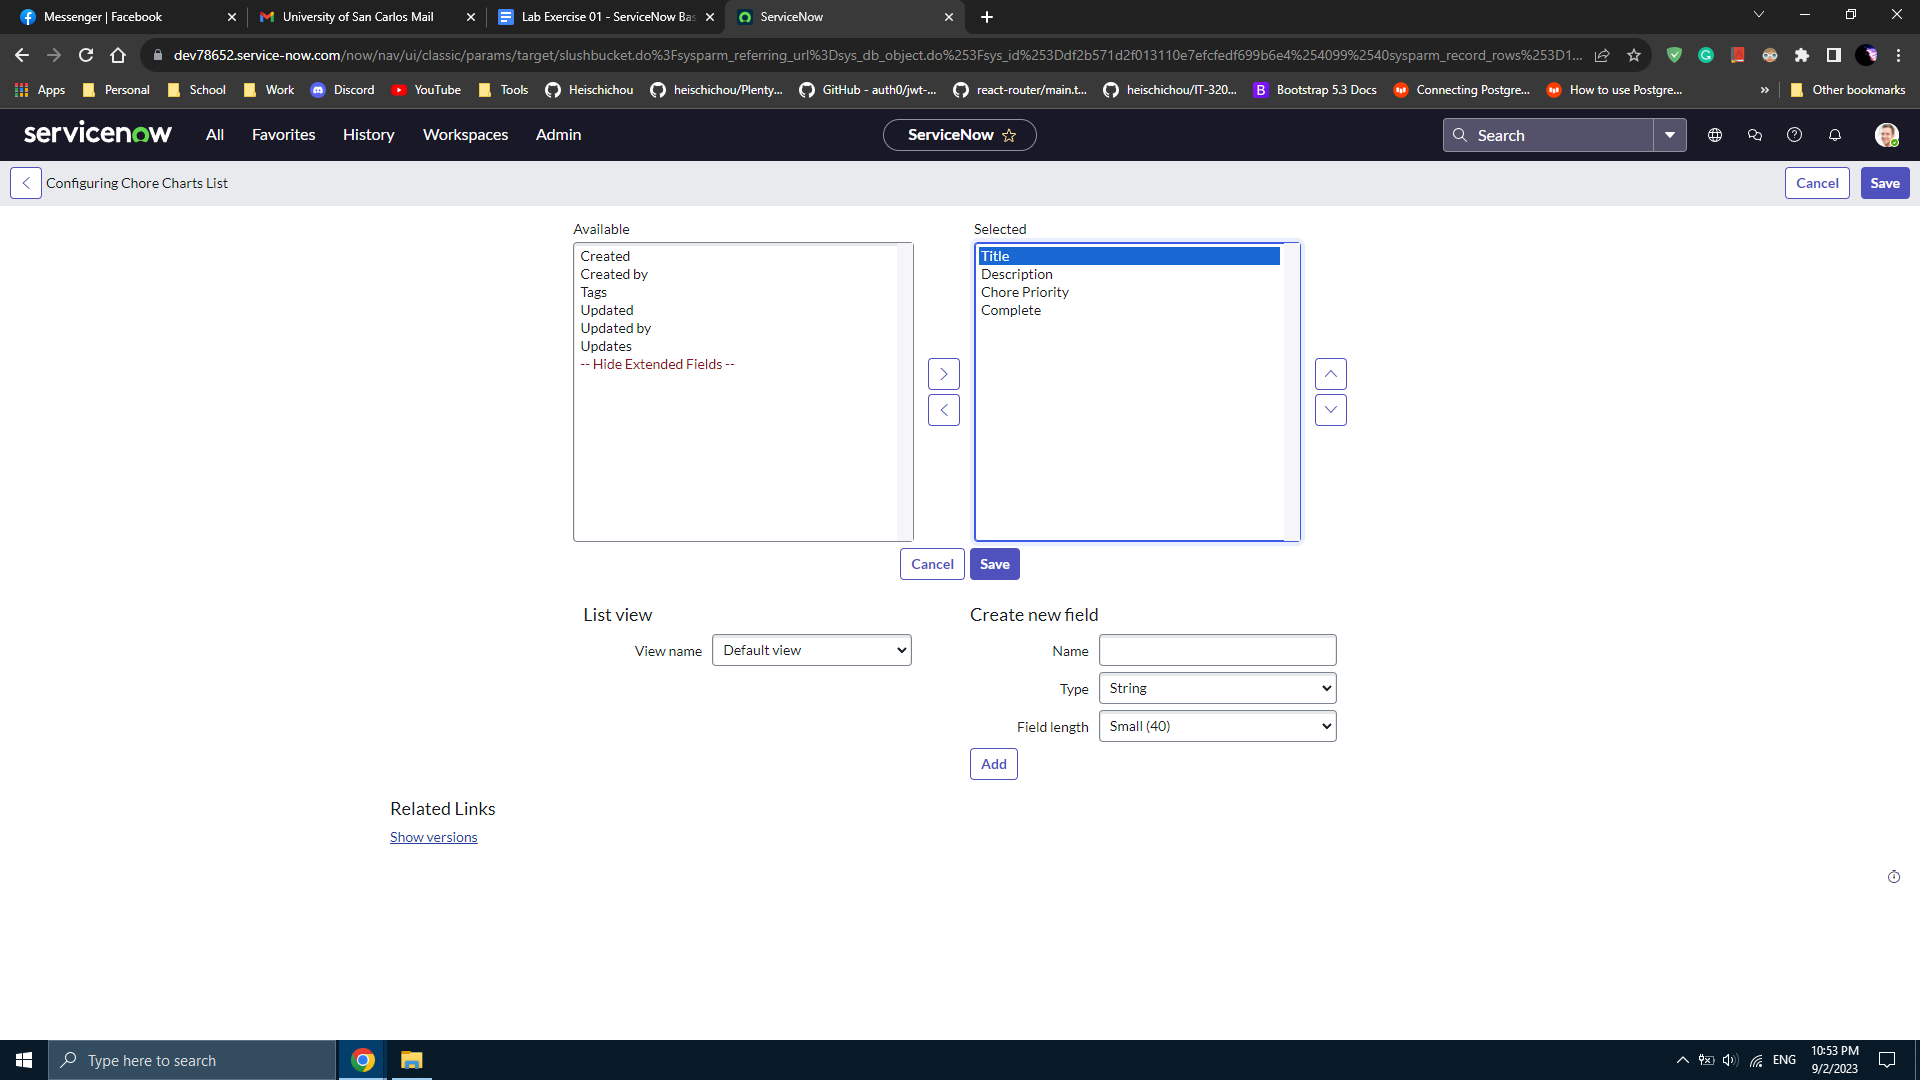 Messenger | Facebook
University of San Carlos Mail
Lab Exercise 01 - ServiceNow Bas
ServiceNow
dev78652.service-now.com/now/nav/ui/classic/params/target/slushbucket.do%3Fsysparm_referring_url%3Dsys_db_object.do%253Fsys_id%253Ddf2b571d2f013110e7efcfedf699b6e4%254099%2540sysparm_record_rows%253D1...
Apps
Personal
School
Work
Discord
YouTube
Tools
Heischichou
heischichou/Plenty...
GitHub - auth0/jwt-...
react-router/main.t...
heischichou/IT-320...
Bootstrap 5.3 Docs
Connecting Postgre...
How to use Postgre...
»
Other bookmarks
servicenow
All
Favorites
History
Workspaces
Admin
ServiceNow
Search
Configuring Chore Charts List
Cancel
Save
Available
Created
Created by
Tags
Updated
Updated by
Updates
-- Hide Extended Fields --
Selected
Title
Description
Chore Priority
Complete
Cancel
Save
List view
View name
Default view
Create new field
Name
Type
String
Field length
Small (40)
Add
Related Links
Show versions
Type here to search
ENG
10:53 PM
9/2/2023